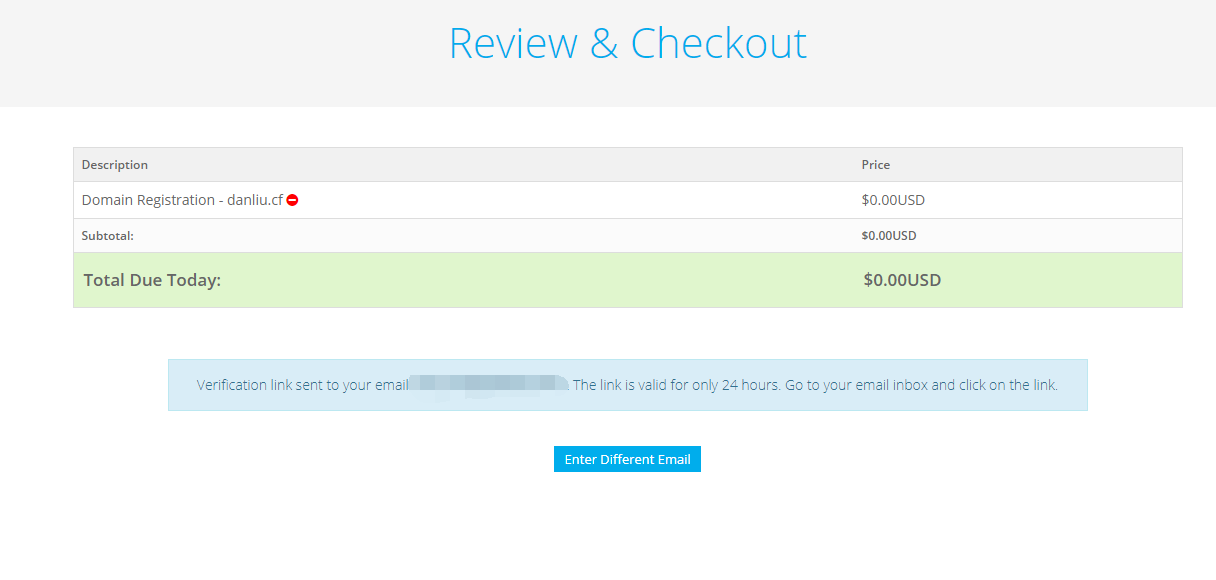 Review & Checkout
Description Price
Domain Registration - danliu.cf $0.00USD
Subtotal: $0.00USD
Total Due Today: $0.00USD
Verification link sent to your email The link is valid for only 24 hours. Go to your email inbox and click on the link.
Enter Different Email